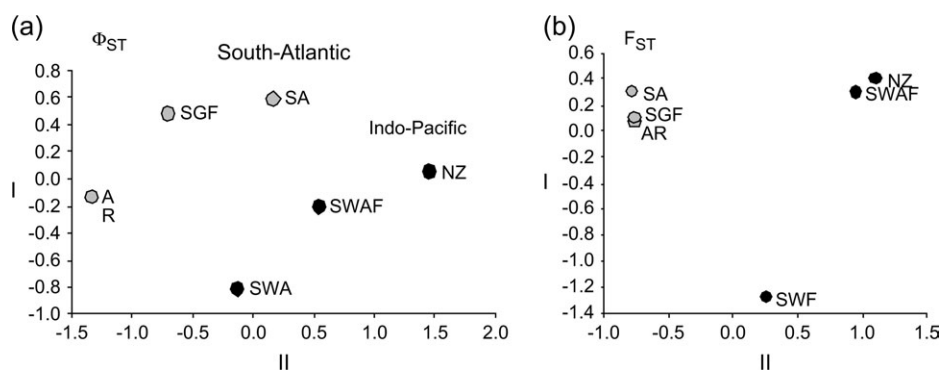 (a)
ΦST
South-Atlantic
0.8
0.6
0.4
0.2
0.0
-0.2
-0.4
-0.6
-0.8
-1.0
I
SGF
SA
Indo-Pacific
NZ
A
R
SWAF
SWA
-1.5
-1.0
-0.5
0.0
0.5
1.0
1.5
2.0
II
(b)
FST
0.8
0.6
0.4
0.2
0.0
-0.2
-0.4
-0.6
-0.8
-1.0
-1.2
-1.4
I
SA
SGF
AR
NZ
SWAF
SWF
-1.0
-0.5
0.0
0.5
1.0
1.5
II